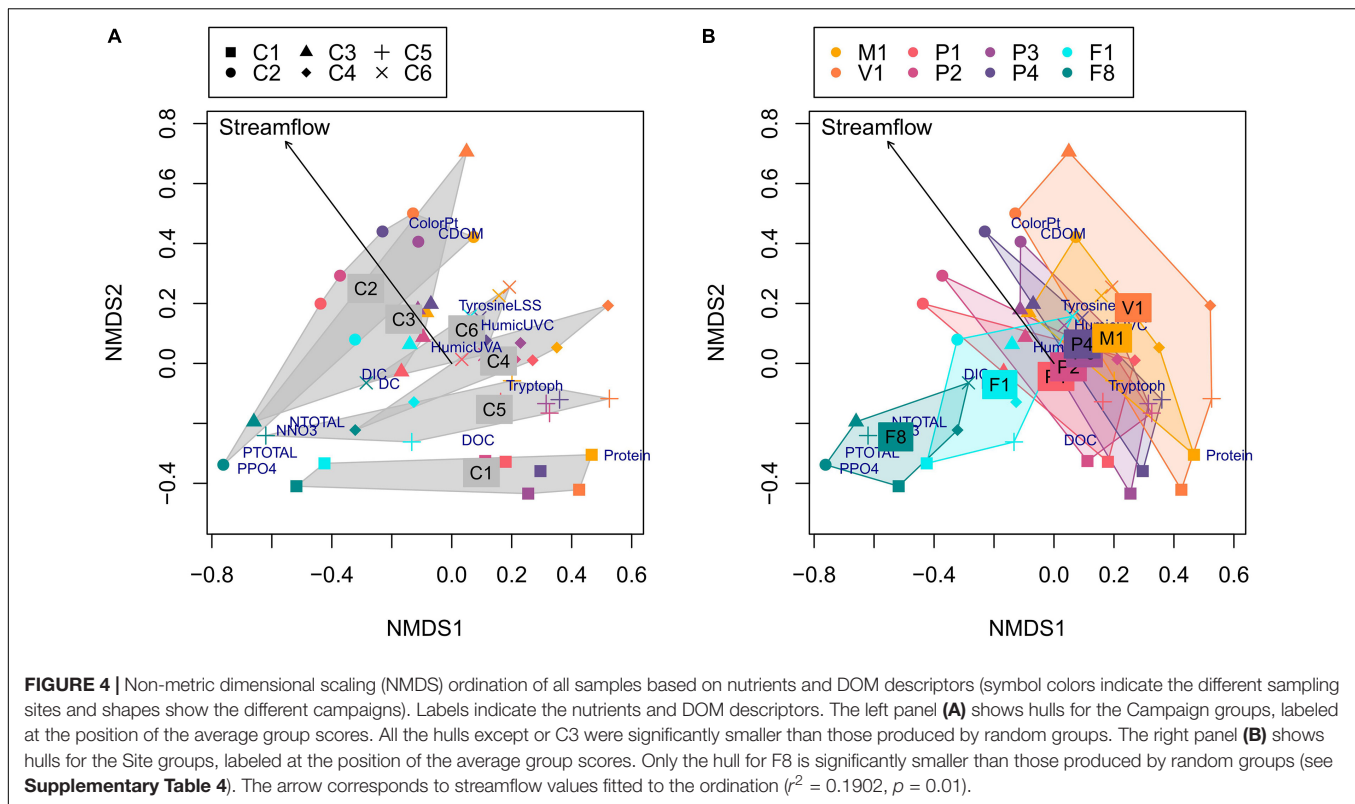 A
■ C1 ▲ C3 + C5
● C2 ◆ C4 × C6
B
M1 P1 P3 F1
V1 P2 P4 F8
Streamflow
ColorPt
CDOM
C2
C3
C6
TyrosineLSS
HumicUVC
HumicUVA
C4
DIC
DC
Tryptoph
C5
NTOTAL
NNO3
DOC
PTOTAL
PPO4
C1
Protein
0.8
0.6
0.4
0.2
0.0
−0.4
NMDS2
−0.8 −0.4 0.0 0.2 0.4 0.6
NMDS1
Streamflow
ColorPt
CDOM
V1
M1
P4
F1
F8
DIC
Tryptoph
DOC
PTOTAL
PPO4
Protein
0.8
0.6
0.4
0.2
0.0
−0.4
NMDS2
−0.8 −0.4 0.0 0.2 0.4 0.6
NMDS1
FIGURE 4 | Non-metric dimensional scaling (NMDS) ordination of all samples based on nutrients and DOM descriptors (symbol colors indicate the different sampling
sites and shapes show the different campaigns). Labels indicate the nutrients and DOM descriptors. The left panel (A) shows hulls for the Campaign groups, labeled
at the position of the average group scores. All the hulls except or C3 were significantly smaller than those produced by random groups. The right panel (B) shows
hulls for the Site groups, labeled at the position of the average group scores. Only the hull for F8 is significantly smaller than those produced by random groups (see
Supplementary Table 4). The arrow corresponds to streamflow values fitted to the ordination (r² = 0.1902, p = 0.01).